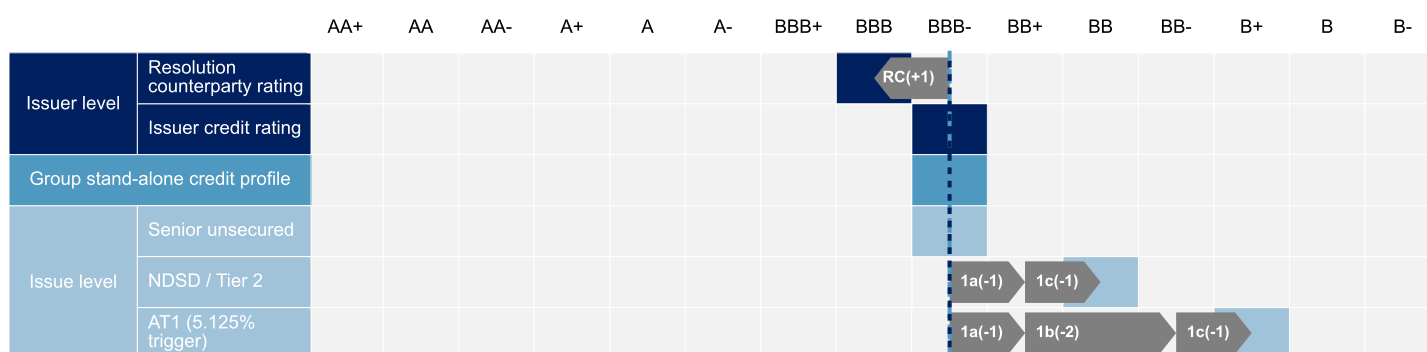 AA+ AA AA- A+ A A- BBB+ BBB BBB- BB+ BB BB- B+ B B-
Issuer level
Resolution
counterparty rating
RC(+1)
Issuer credit rating
Group stand-alone credit profile
Issue level
Senior unsecured
NDSD / Tier 2
1a(-1) 1c(-1)
AT1 (5.125%
trigger)
1a(-1) 1b(-2) 1c(-1)